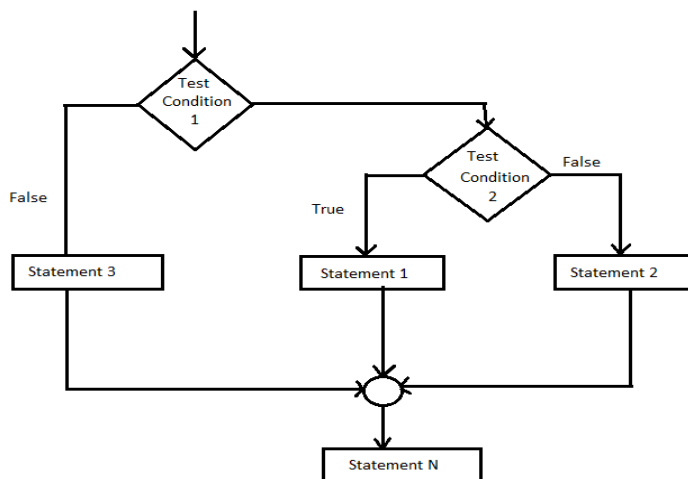 Test
Condition
1
Test
Condition
2
False
False
True
Statement 3
Statement 1
Statement 2
Statement N